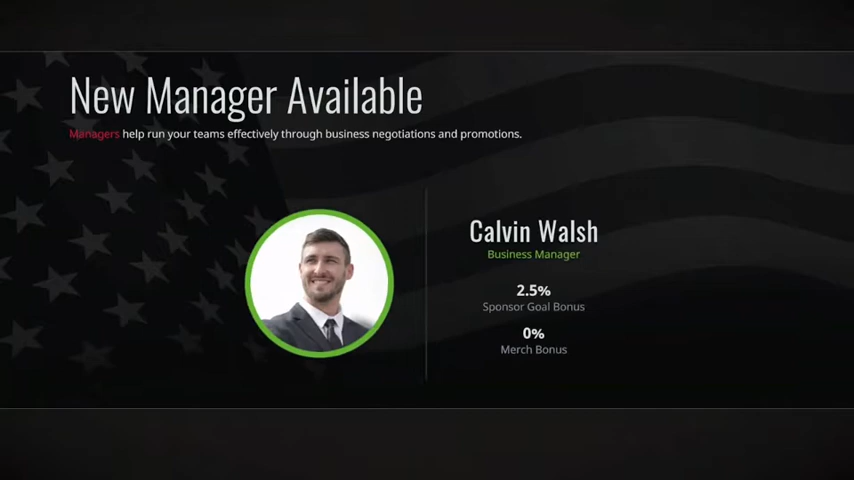 New Manager Available
Managers help run your teams effectively through business negotiations and promotions.
Calvin Walsh
Business Manager
2.5%
Sponsor Goal Bonus
0%
Merch Bonus